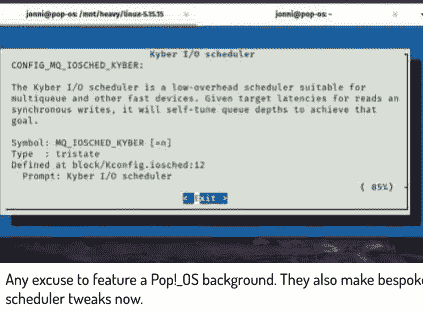 jonni@pop-os: /mnt/heavy/linux-5.15.15
jonni@pop-os: ~
Kyber I/O scheduler
CONFIG_MQ_IOSCHED_KYBER:
The Kyber I/O scheduler is a low-overhead scheduler suitable for
multiqueue and other fast devices. Given target latencies for reads an
synchronous writes, it will self-tune queue depths to achieve that
goal.
Symbol: MQ_IOSCHED_KYBER [=n]
Type : tristate
Defined at block/Kconfig.iosched:12
Prompt: Kyber I/O scheduler
( 85%)
< Exit >
Any excuse to feature a Pop!_OS background. They also make bespok
scheduler tweaks now.